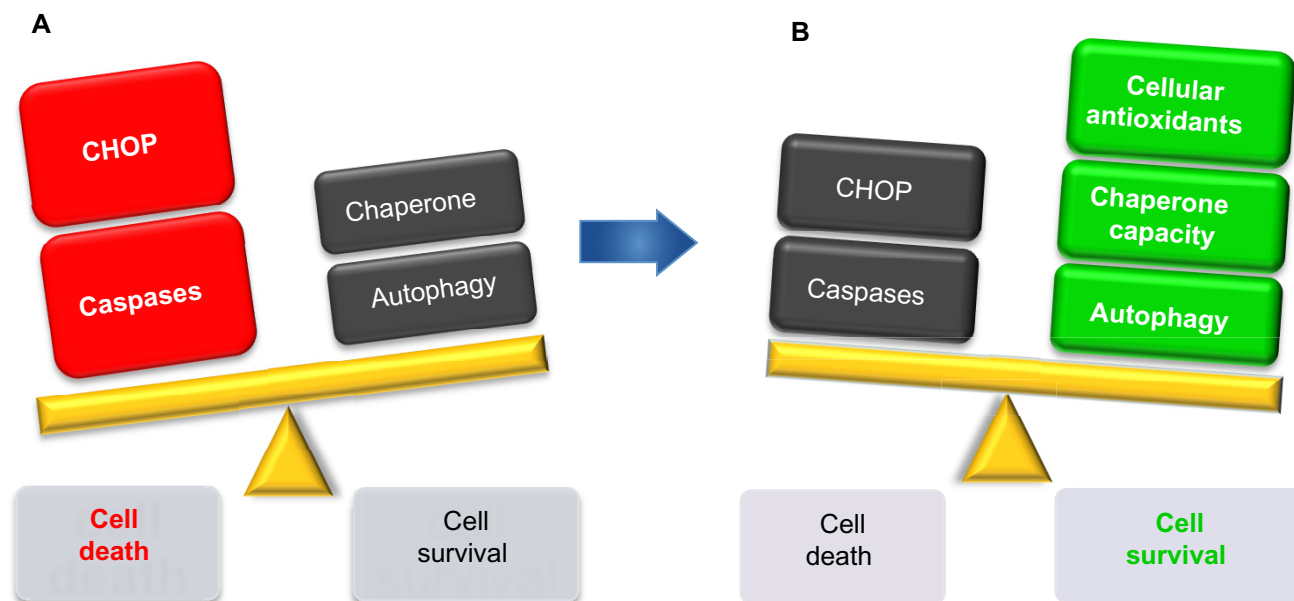 A
CHOP
Caspases
Chaperone
Autophagy
Cell
death
Cell
survival
B
CHOP
Caspases
Cellular
antioxidants
Chaperone
capacity
Autophagy
Cell
death
Cell
survival